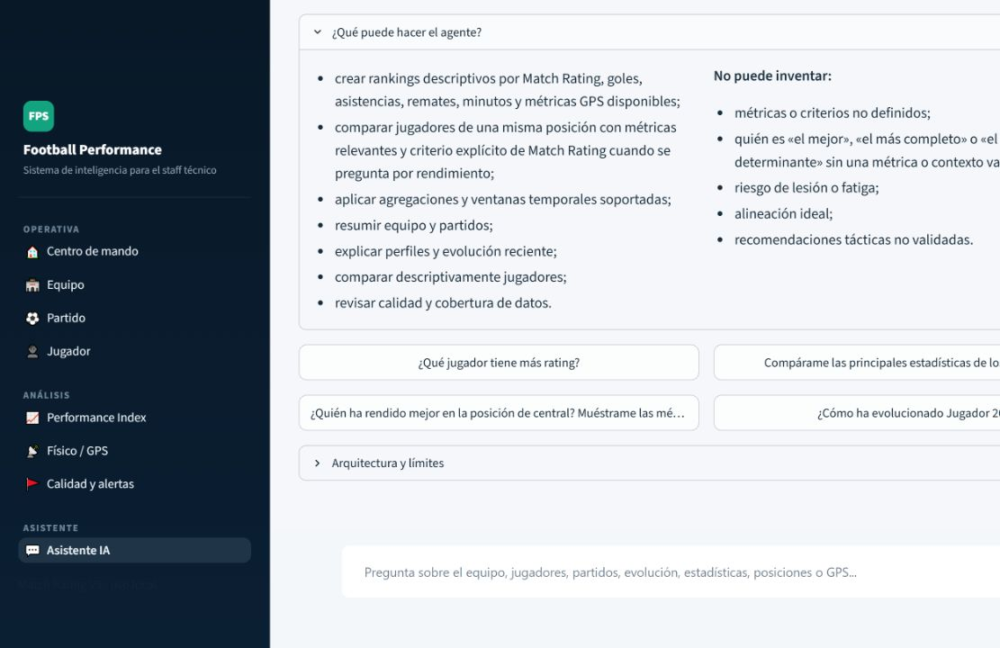 FPS
Football Performance
Sistema de inteligencia para el staff técnico
OPERATIVA
Centro de mando
Equipo
Partido
Jugador
ANÁLISIS
Performance Index
Físico / GPS
Calidad y alertas
ASISTENTE
Asistente IA
¿Qué puede hacer el agente?
crear rankings descriptivos por Match Rating, goles,
asistencias, remates, minutos y métricas GPS disponibles;
comparar jugadores de una misma posición con métricas
relevantes y criterio explícito de Match Rating cuando se
pregunta por rendimiento;
aplicar agregaciones y ventanas temporales soportadas;
resumir equipo y partidos;
explicar perfiles y evolución reciente;
comparar descriptivamente jugadores;
revisar calidad y cobertura de datos.
No puede inventar:
métricas o criterios no definidos;
quién es «el mejor», «el más completo» o «el
determinante» sin una métrica o contexto va
riesgo de lesión o fatiga;
alineación ideal;
recomendaciones tácticas no validadas.
¿Qué jugador tiene más rating?
Compárame las principales estadísticas de lo
¿Quién ha rendido mejor en la posición de central? Muéstrame las mé…
¿Cómo ha evolucionado Jugador 2
Arquitectura y límites
Pregunta sobre el equipo, jugadores, partidos, evolución, estadísticas, posiciones o GPS...